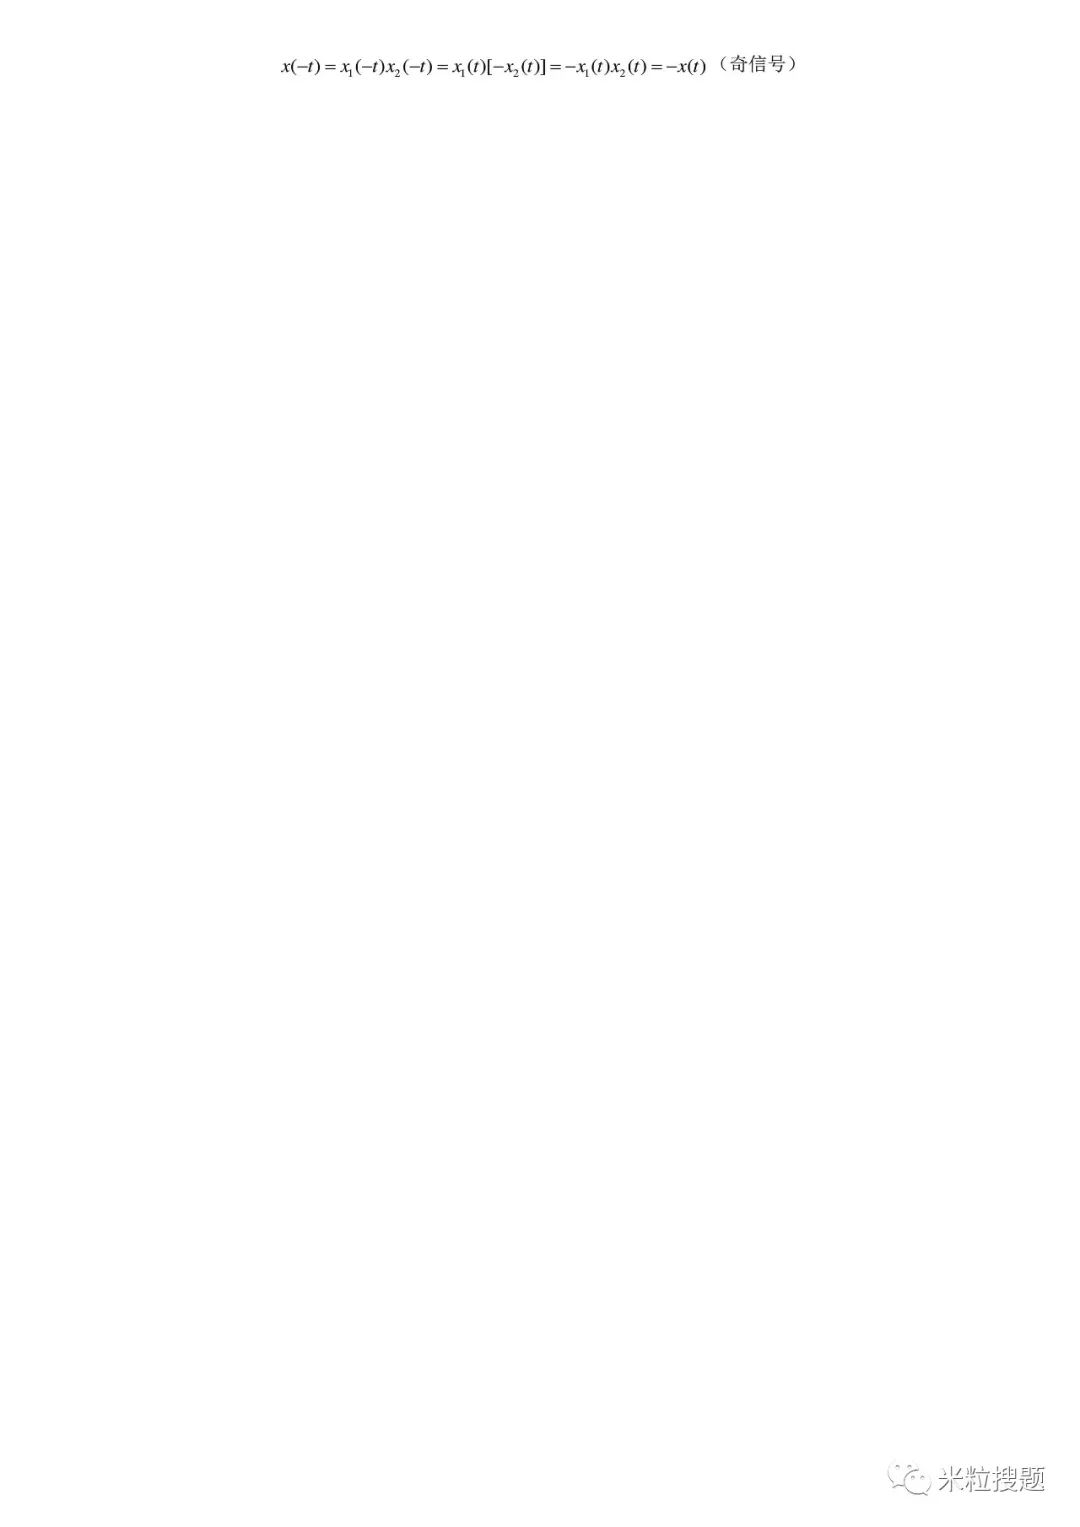 x(−t) = x₁(−t)x₂(−t) = x₁(t)[−x₂(t)] = −x₁(t)x₂(t) = −x(t)（奇信号）
米粒搜题